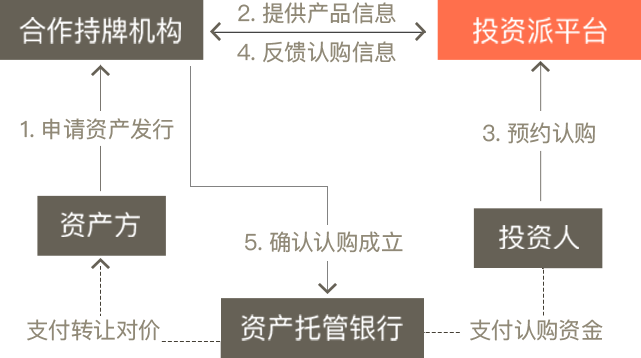 合作持牌机构
2. 提供产品信息
投资派平台
4. 反馈认购信息
1. 申请资产发行
3. 预约认购
资产方
投资人
5. 确认认购成立
支付转让对价
资产托管银行
支付认购资金